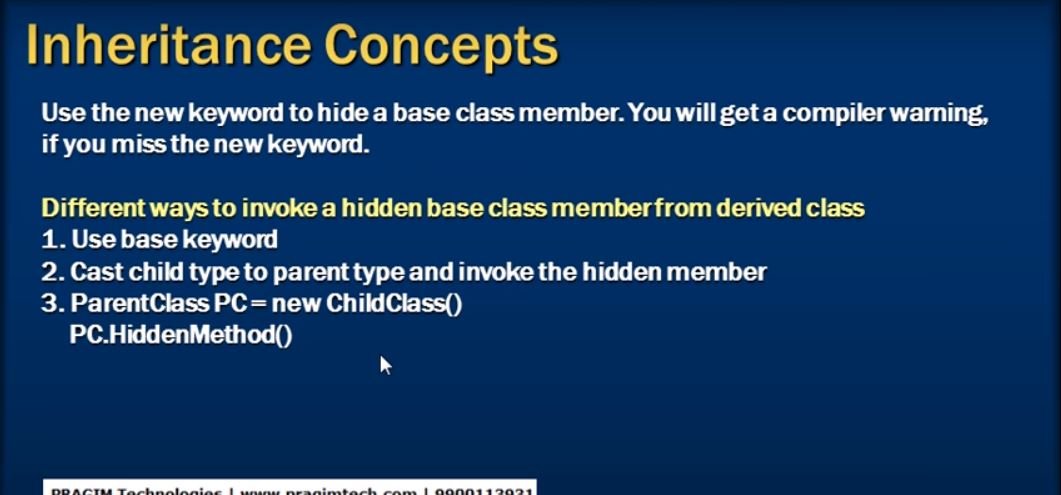 Inheritance Concepts
Use the new keyword to hide a base class member. You will get a compiler warning,
if you miss the new keyword.
Different ways to invoke a hidden base class member from derived class
1. Use base keyword
2. Cast child type to parent type and invoke the hidden member
3. ParentClass PC = new ChildClass()
PC.HiddenMethod()
PRAGIM Technologies | www.pragimtech.com | 9900113931